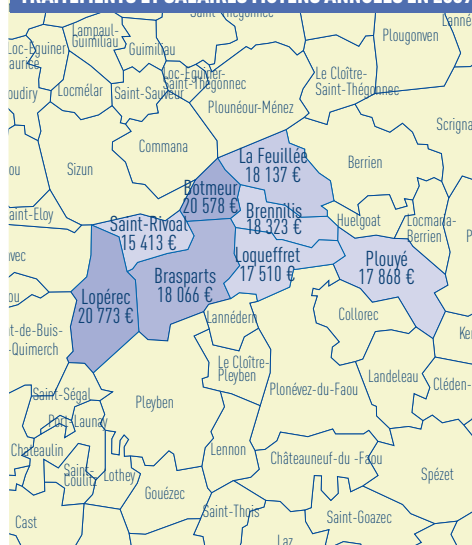 TRAITEMENTS ET SALAIRES MOYENS ANNUELS EN 2007
Saint-Thégonnec
Lampaul-
Guimiliau
Guimiliau
Plougonven
Loc-Eguiner
Loc-Eguiner-
Saint-Thégonnec
Le Cloître-
Saint-Thégonnec
Locmélar
Saint-Sauveur
Plounéour-Ménez
Commana
La Feuillée
18 137 €
Berrien
Sizun
Botmeur
20 578 €
Brennilis
18 323 €
Huelgoat
Locmaria-
Berrien
Saint-Rivoal
15 413 €
Loqueffret
17 510 €
Plouyé
17 868 €
Brasparts
18 066 €
Lopérec
20 773 €
Lannédern
Collorec
-Quimerch
Le Cloître-
Pleyben
Plonévez-du-Faou
Landeleau
Cléden-
Saint-Ségal
Pleyben
Port-Launay
Chateaulin
Saint-
Coulitz
Lothey
Lennon
Châteauneuf-du-Faou
Spézet
Gouézec
Saint-Thois
Saint-Goazec
Cast
Laz